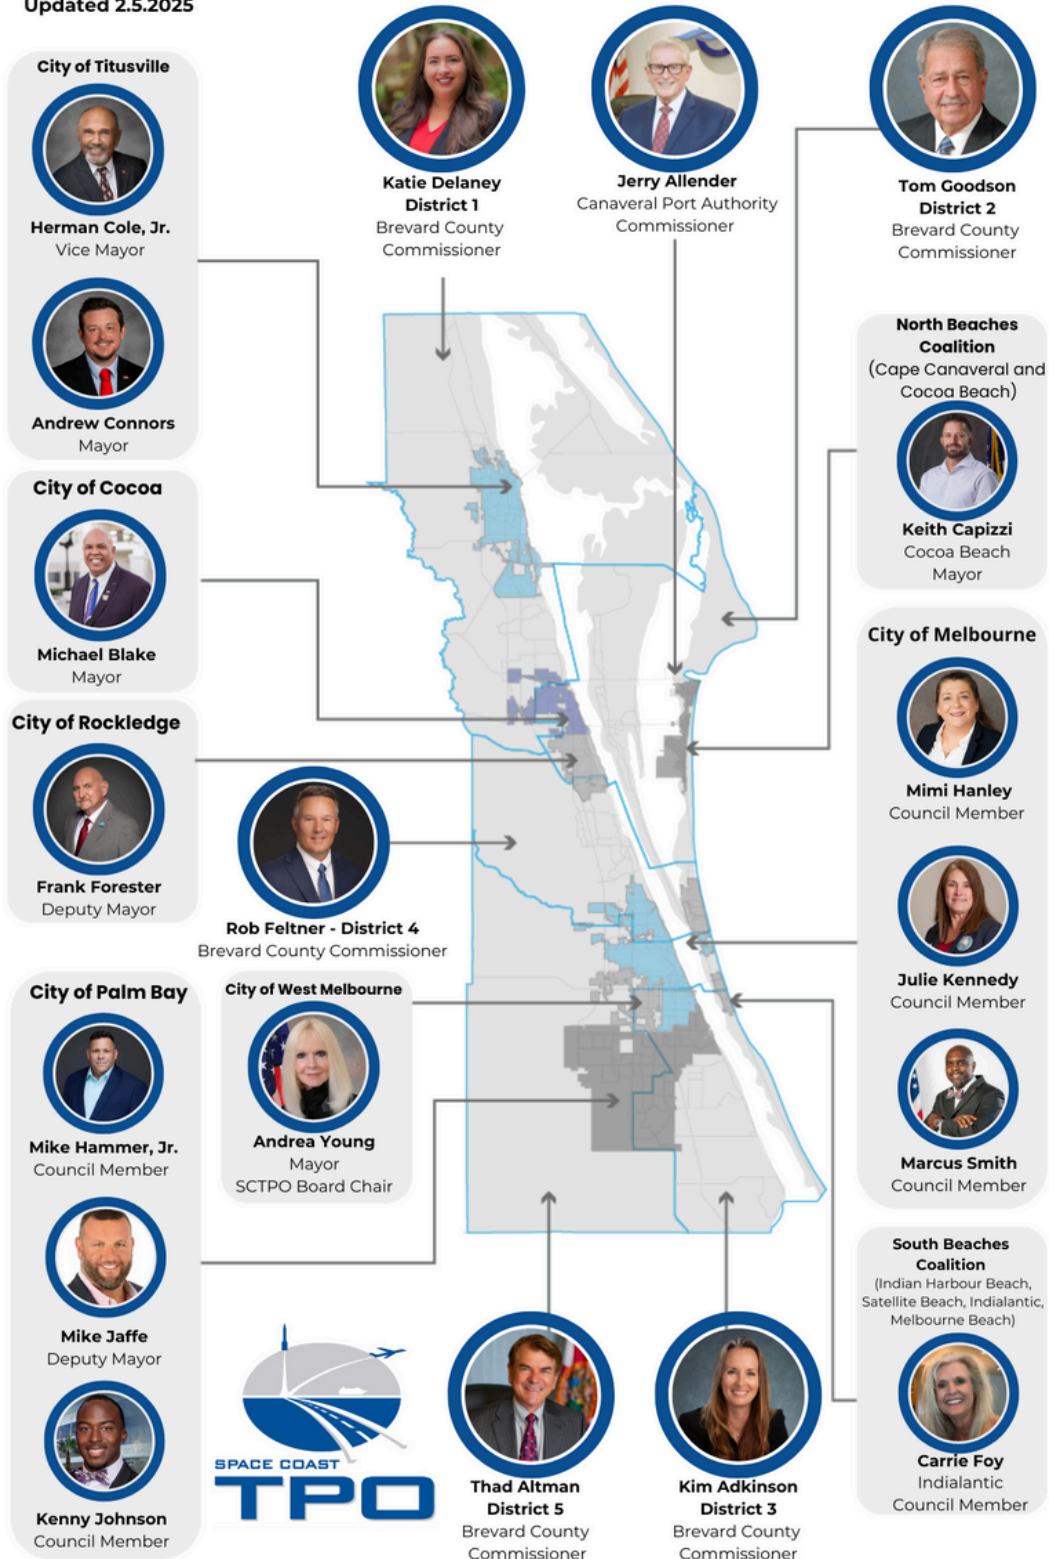 Updated 2.5.2025
City of Titusville
Herman Cole, Jr.
Vice Mayor
Andrew Connors
Mayor
Katie Delaney
District 1
Brevard County
Commissioner
Jerry Allender
Canaveral Port Authority
Commissioner
Tom Goodson
District 2
Brevard County
Commissioner
North Beaches
Coalition
(Cape Canaveral and
Cocoa Beach)
Keith Capizzi
Cocoa Beach
Mayor
City of Cocoa
Michael Blake
Mayor
City of Rockledge
Frank Forester
Deputy Mayor
Rob Feltner - District 4
Brevard County Commissioner
City of Melbourne
Mimi Hanley
Council Member
Julie Kennedy
Council Member
Marcus Smith
Council Member
City of Palm Bay
Mike Hammer, Jr.
Council Member
Mike Jaffe
Deputy Mayor
Kenny Johnson
Council Member
City of West Melbourne
Andrea Young
Mayor
SCTPO Board Chair
South Beaches
Coalition
(Indian Harbour Beach,
Satellite Beach, Indialantic,
Melbourne Beach)
Carrie Foy
Indialantic
Council Member
SPACE COAST
TPO
Thad Altman
District 5
Brevard County
Commissioner
Kim Adkinson
District 3
Brevard County
Commissioner